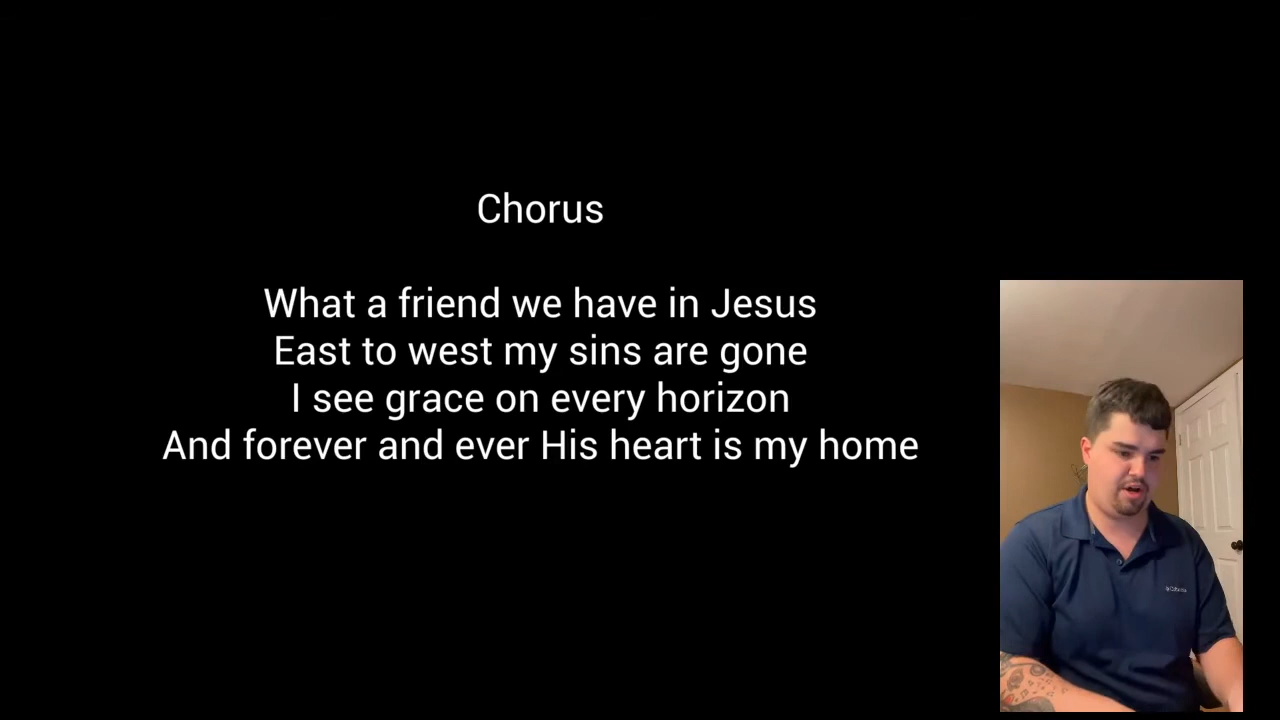 Chorus
What a friend we have in Jesus
East to west my sins are gone
I see grace on every horizon
And forever and ever His heart is my home